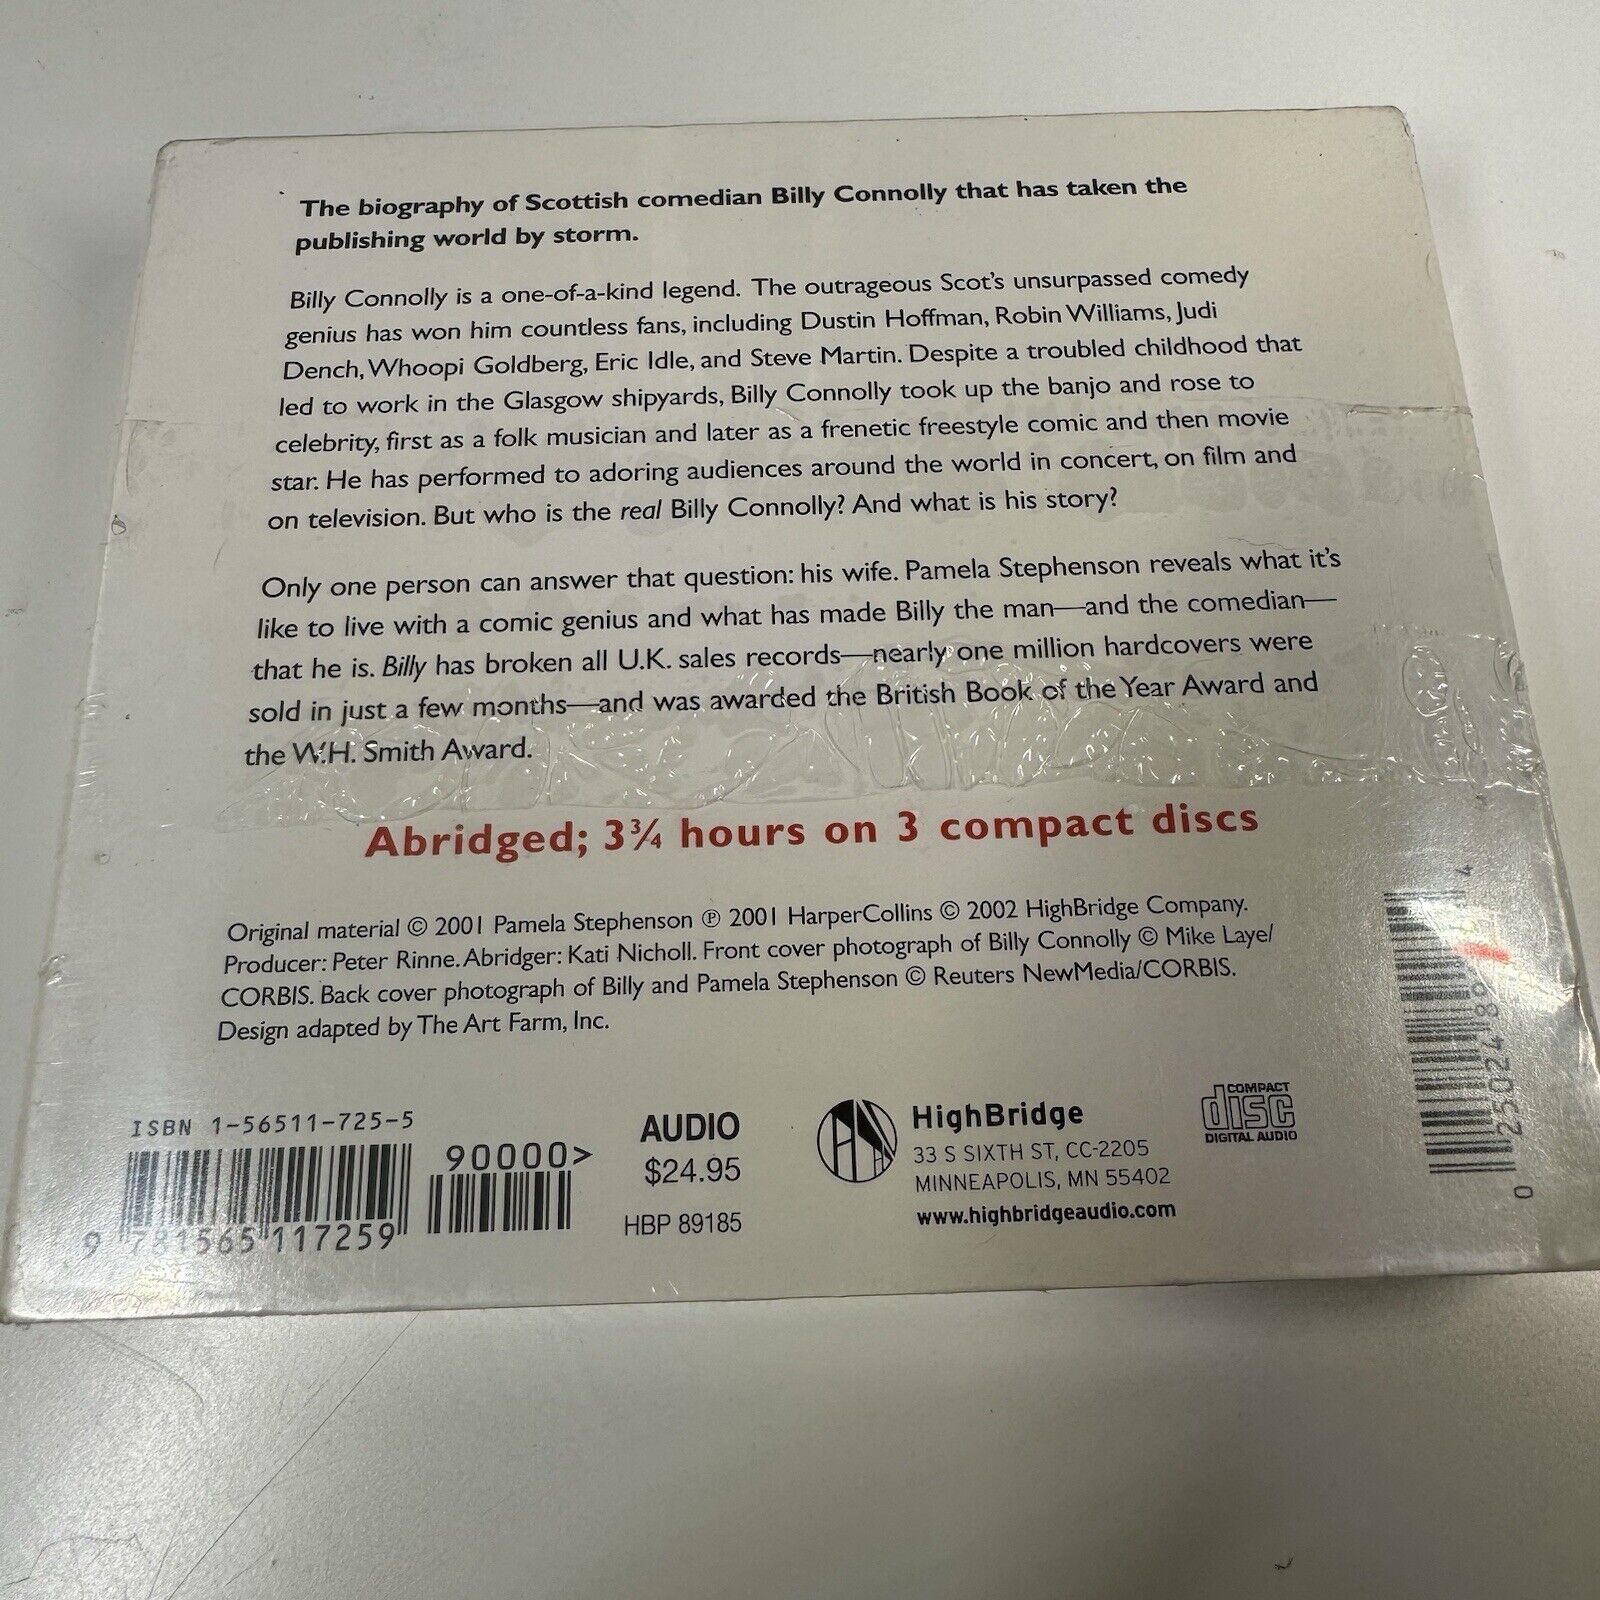 The biography of Scottish comedian Billy Connolly that has taken the
publishing world by storm.
Billy Connolly is a one-of-a-kind legend. The outrageous Scot's unsurpassed comedy
genius has won him countless fans, including Dustin Hoffman, Robin Williams, Judi
Dench, Whoopi Goldberg, Eric Idle, and Steve Martin. Despite a troubled childhood that
led to work in the Glasgow shipyards, Billy Connolly took up the banjo and rose to
celebrity, first as a folk musician and later as a frenetic freestyle comic and then movie
star. He has performed to adoring audiences around the world in concert, on film and
on television. But who is the real Billy Connolly? And what is his story?
Only one person can answer that question: his wife. Pamela Stephenson reveals what it's
like to live with a comic genius and what has made Billy the man—and the comedian—
that he is. Billy has broken all U.K. sales records—nearly one million hardcovers were
sold in just a few months—and was awarded the British Book of the Year Award and
the W.H. Smith Award.
Abridged; 3¾ hours on 3 compact discs
Original material © 2001 Pamela Stephenson ℗ 2001 HarperCollins © 2002 HighBridge Company.
Producer: Peter Rinne. Abridger: Kati Nicholl. Front cover photograph of Billy Connolly © Mike Laye/
CORBIS. Back cover photograph of Billy and Pamela Stephenson © Reuters NewMedia/CORBIS.
Design adapted by The Art Farm, Inc.
ISBN 1-56511-725-5
90000>
9 781565 117259
AUDIO
$24.95
HBP 89185
HighBridge
33 S SIXTH ST, CC-2205
MINNEAPOLIS, MN 55402
www.highbridgeaudio.com
COMPACT
disc
DIGITAL AUDIO